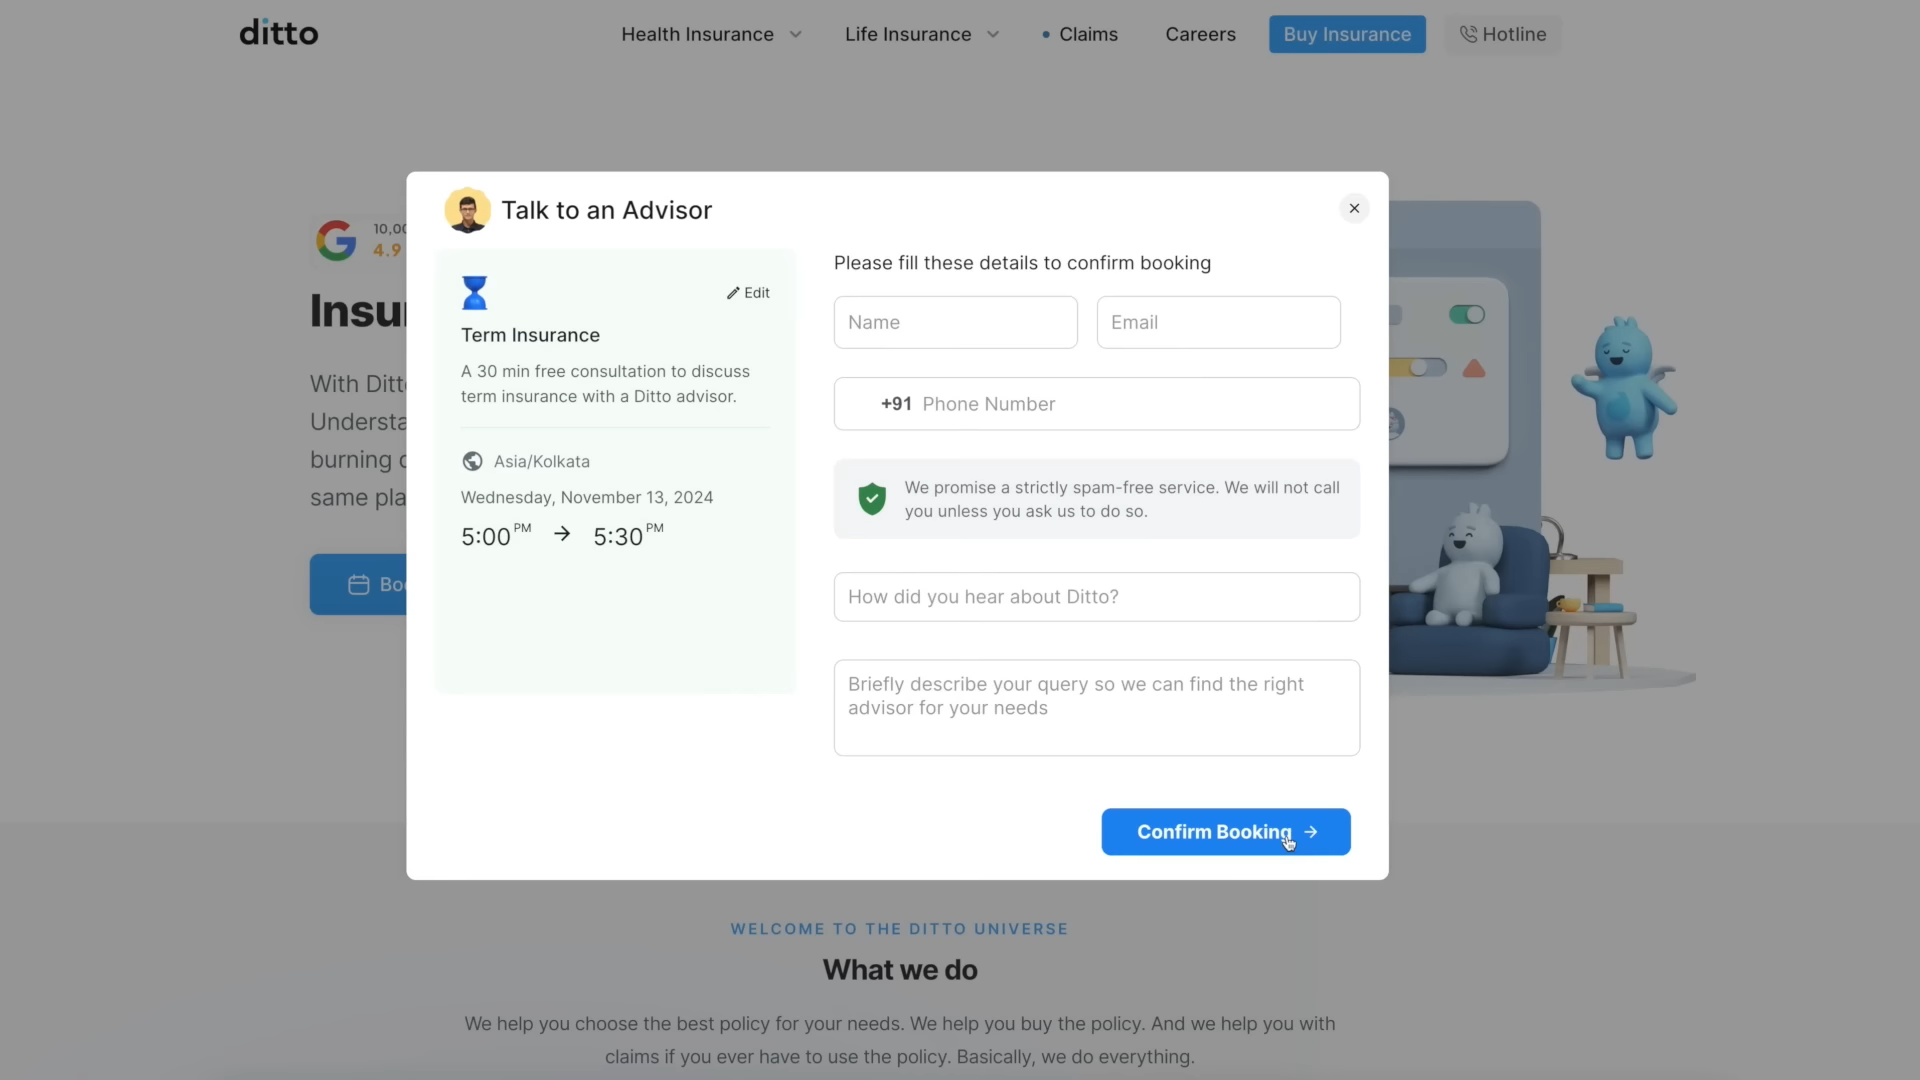 ditto
Health Insurance
Life Insurance
Claims
Careers
Buy Insurance
Hotline
4.9
With
burning
same
Talk to an Advisor
Edit
Term Insurance
A 30 min free consultation to discuss
term insurance with a Ditto advisor.
Asia/Kolkata
Wednesday, November 13, 2024
5:00 PM → 5:30 PM
Please fill these details to confirm booking
Name
Email
+91 Phone Number
We promise a strictly spam-free service. We will not call
you unless you ask us to do so.
How did you hear about Ditto?
Briefly describe your query so we can find the right
advisor for your needs
Confirm Booking →
WELCOME TO THE DITTO UNIVERSE
What we do
We help you choose the best policy for your needs. We help you buy the policy. And we help you with
claims if you ever have to use the policy. Basically, we do everything.